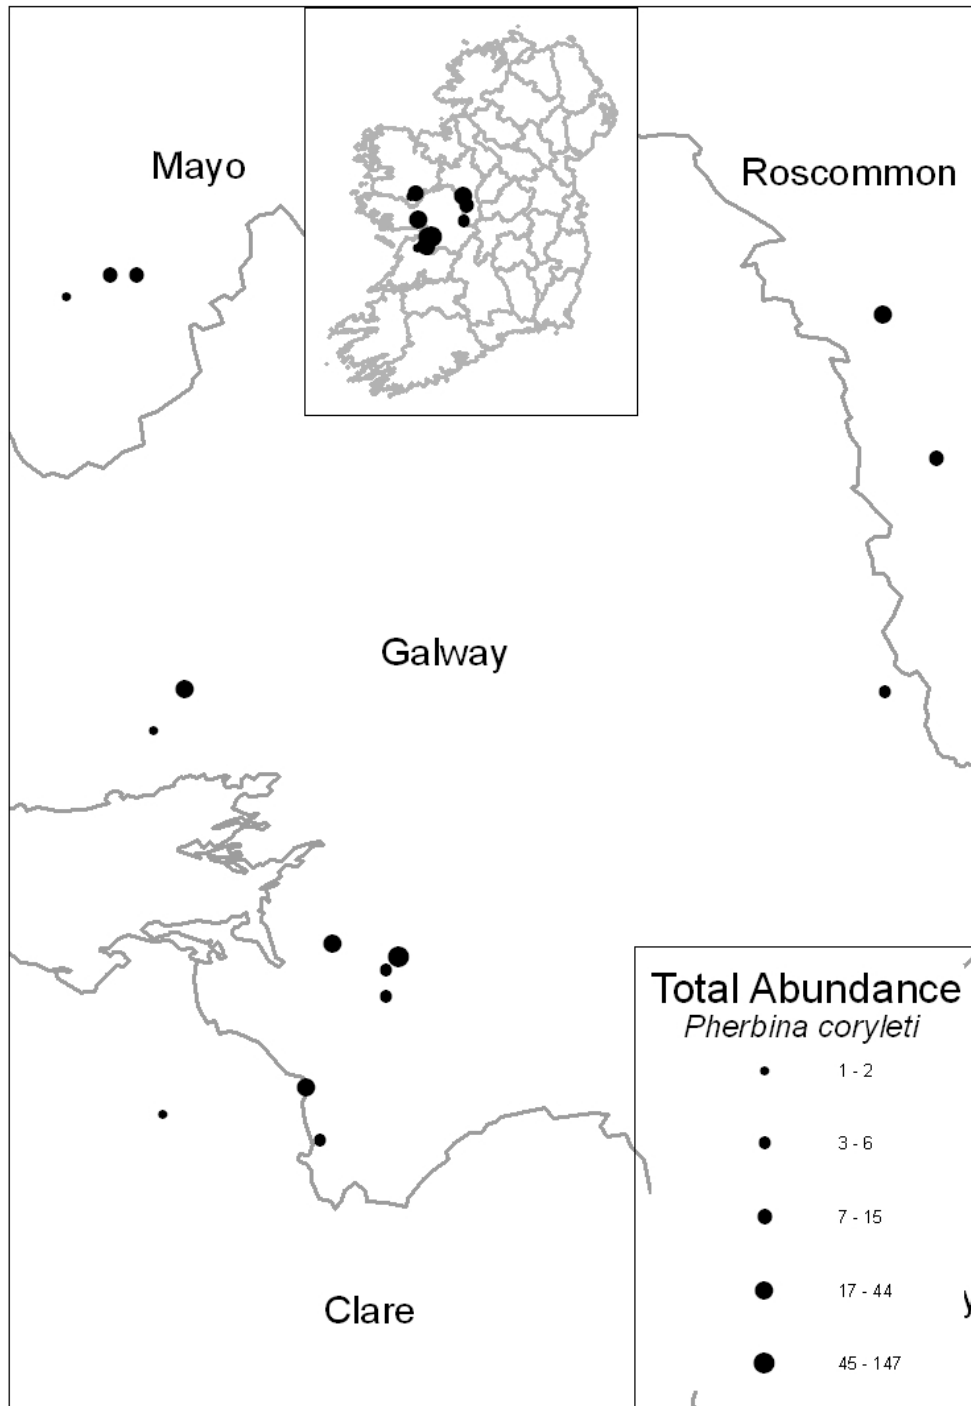 Mayo
Roscommon
Galway
Total Abundance
Pherbina coryleti
1 - 2
3 - 6
7 - 15
17 - 44
45 - 147
Clare